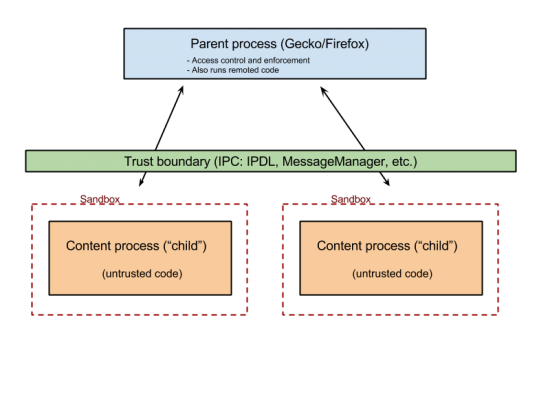 Parent process (Gecko/Firefox)
- Access control and enforcement
- Also runs remoted code
Trust boundary (IPC: IPDL, MessageManager, etc.)
Sandbox
Sandbox
Content process (“child”)
(untrusted code)
Content process (“child”)
(untrusted code)